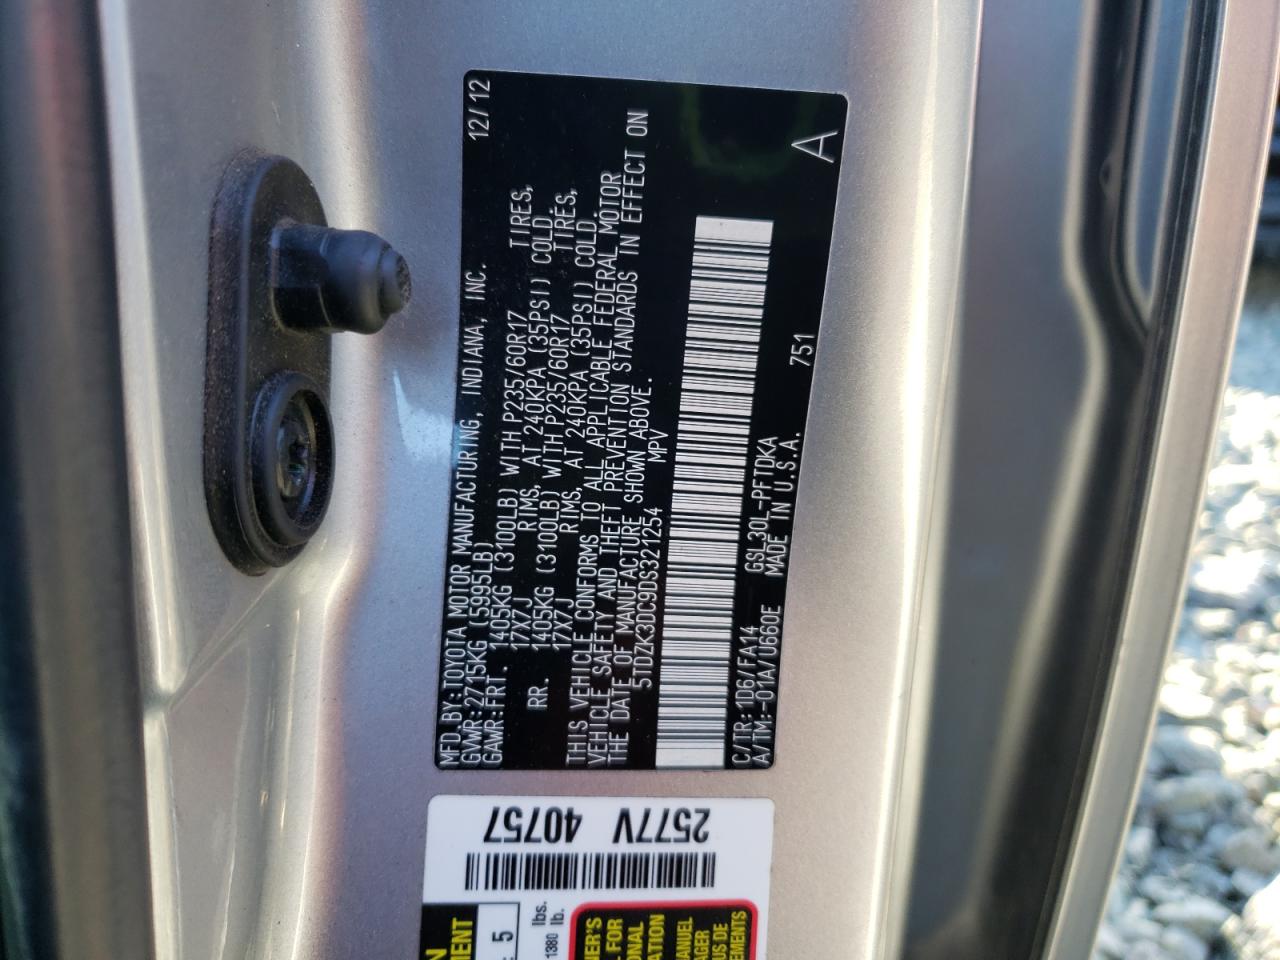 MFD.BY:TOYOTA MOTOR MANUFACTURING, INDIANA, INC. 12/12
GVWR:2715KG (5995LB)
GAWR:FRT. 1405KG (3100LB) WITH P235/60R17 TIRES,
17X7J RIMS, AT 240KPA (35PSI) COLD.
RR. 1405KG (3100LB) WITH P235/60R17 TIRES,
17X7J RIMS, AT 240KPA (35PSI) COLD.
THIS VEHICLE CONFORMS TO ALL APPLICABLE FEDERAL MOTOR
VEHICLE SAFETY AND THEFT PREVENTION STANDARDS IN EFFECT ON
THE DATE OF MANUFACTURE SHOWN ABOVE.
5TDZK3DC9DS321254 MPV
C/TR:1D6/FA14 GSL30L-PFTDKA 751
A/TM:-01A/U660E MADE IN U.S.A.
A
2577V 40757
5
lbs.
1380 lb.
MANUEL